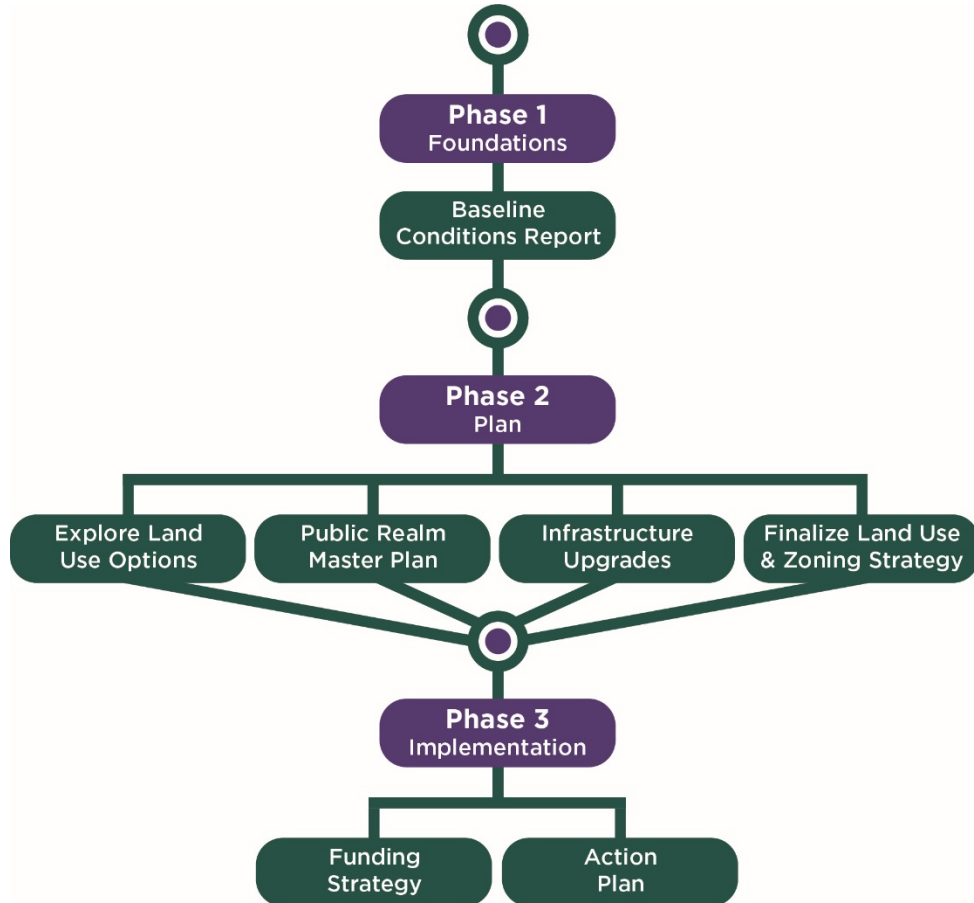 Phase 1
Foundations
Baseline
Conditions Report
Phase 2
Plan
Explore Land
Use Options
Public Realm
Master Plan
Infrastructure
Upgrades
Finalize Land Use
& Zoning Strategy
Phase 3
Implementation
Funding
Strategy
Action
Plan